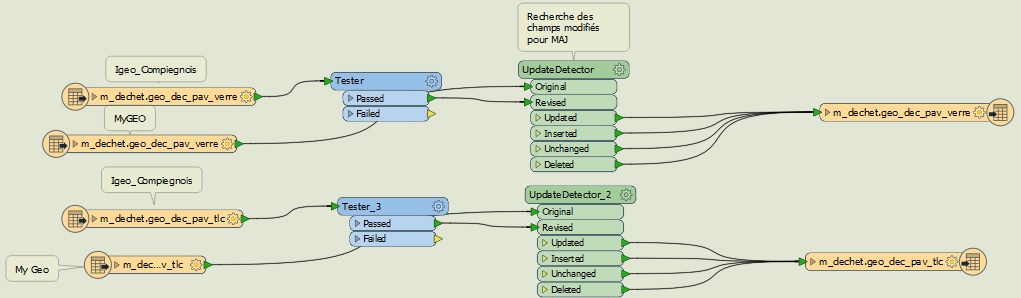 Recherche des
champs modifiés
pour MAJ
Igeo_Compiegnois
m_dechet.geo_dec_pav_verre
MyGEO
m_dechet.geo_dec_pav_verre
Tester
Passed
Failed
UpdateDetector
Original
Revised
Updated
Inserted
Unchanged
Deleted
m_dechet.geo_dec_pav_verre
Igeo_Compiegnois
m_dechet.geo_dec_pav_tlc
My Geo
m_dec...v_tlc
Tester_3
Passed
Failed
UpdateDetector_2
Original
Revised
Updated
Inserted
Unchanged
Deleted
m_dechet.geo_dec_pav_tlc